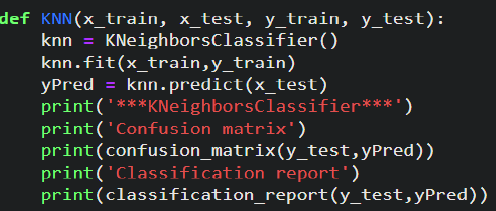 def KNN(x_train, x_test, y_train, y_test):
    knn = KNeighborsClassifier()
    knn.fit(x_train,y_train)
    yPred = knn.predict(x_test)
    print('***KNeighborsClassifier***')
    print('Confusion matrix')
    print(confusion_matrix(y_test,yPred))
    print('Classification report')
    print(classification_report(y_test,yPred))